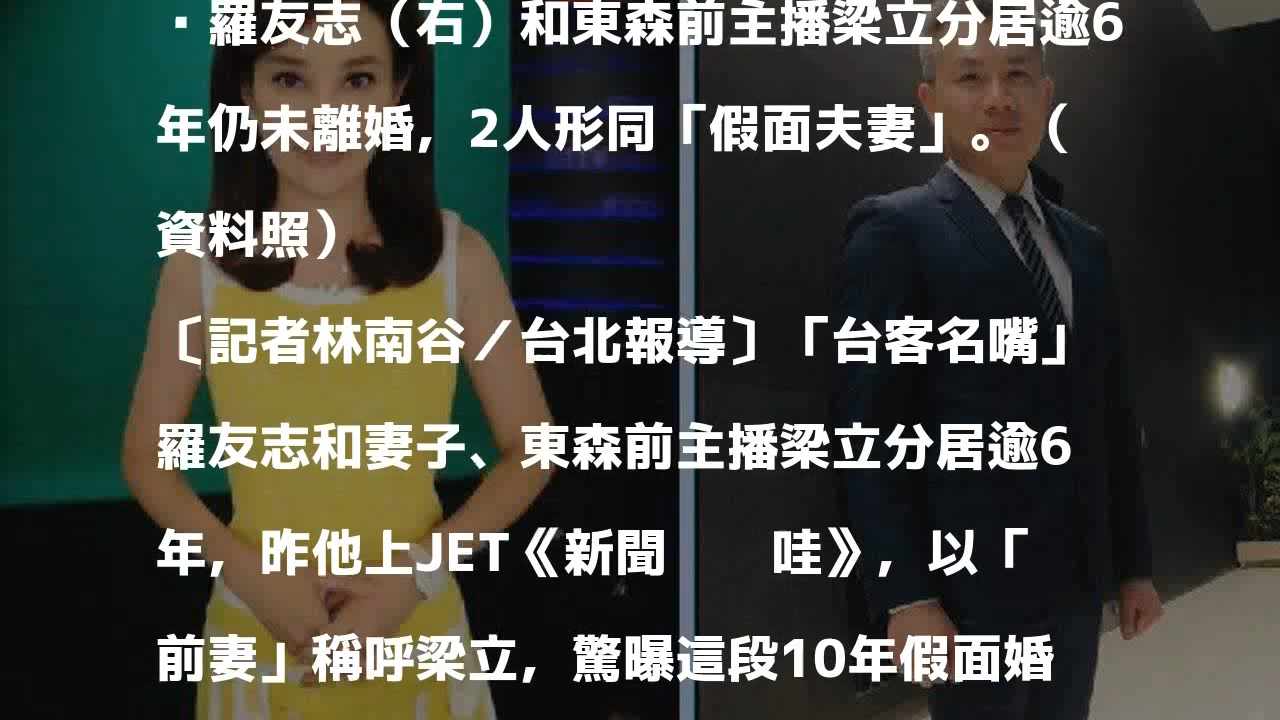 ▪羅友志（右）和東森前主播梁立分居逾6
年仍未離婚，2人形同「假面夫妻」。（
資料照）
〔記者林南谷／台北報導〕「台客名嘴」
羅友志和妻子、東森前主播梁立分居逾6
年，昨他上JET《新聞　　哇》，以「
前妻」稱呼梁立，驚曝這段10年假面婚